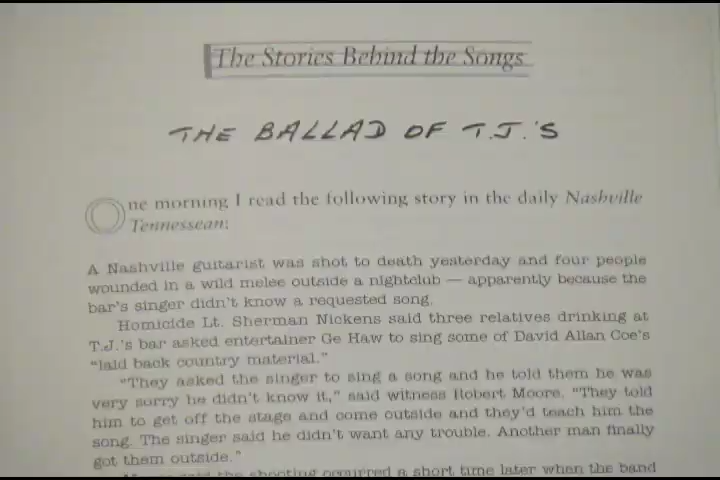 The Stories Behind the Songs
THE BALLAD OF T.J.'S
One morning I read the following story in the daily Nashville
Tennessean:
A Nashville guitarist was shot to death yesterday and four people
wounded in a wild melee outside a nightclub — apparently because the
bar's singer didn't know a requested song.
Homicide Lt. Sherman Nickens said three relatives drinking at
T.J.'s bar asked entertainer Ge Haw to sing some of David Allan Coe's
"laid back country material."
"They asked the singer to sing a song and he told them he was
very sorry he didn't know it," said witness Robert Moore. "They told
him to get off the stage and come outside and they'd teach him the
song. The singer said he didn't want any trouble. Another man finally
got them outside."
said the shooting occurred a short time later when the band